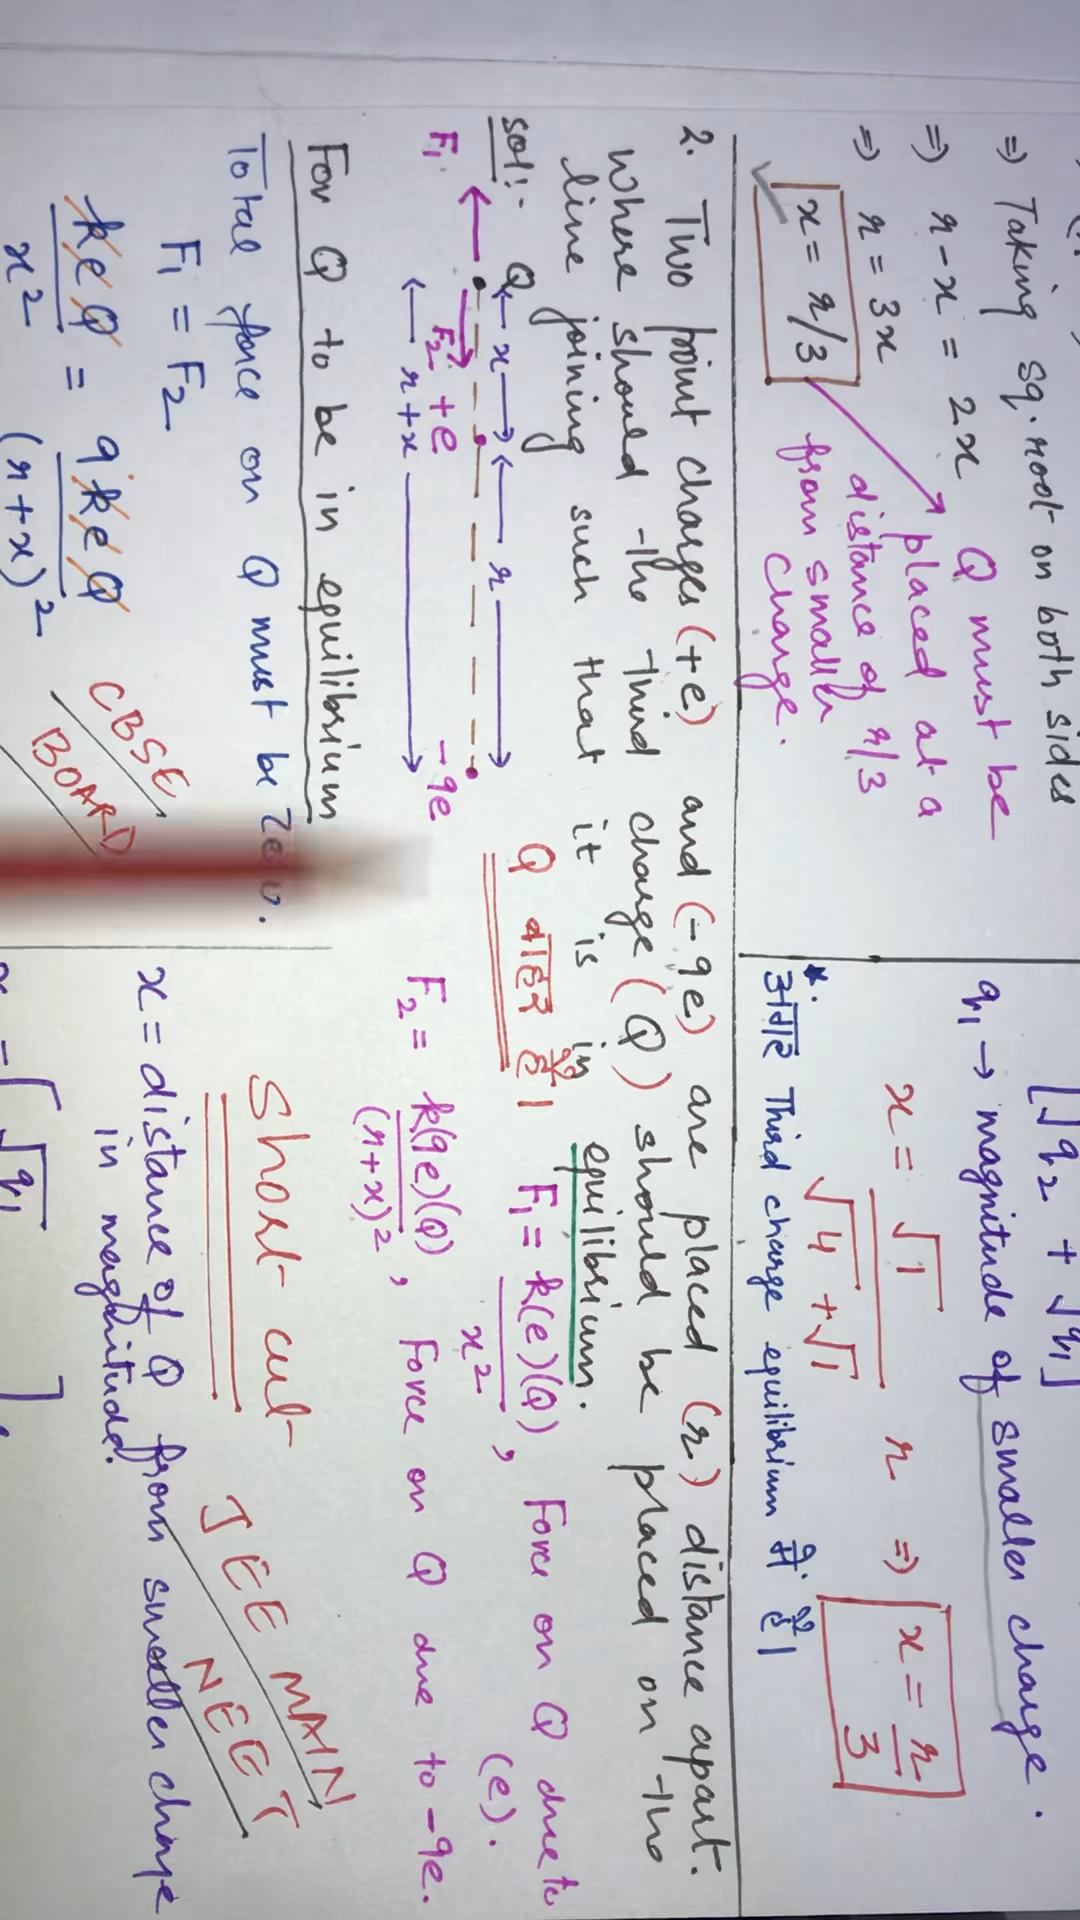 ⇒ Taking sq. root on both sides
⇒ r - x = 2x
⇒ r = 3x
x = r/3
Q must be
placed at a
distance of r/3
from smaller
charge.
[√q2 + √q1]
q1 → magnitude of smaller charge.
x = √1 / (√4 + √1) r ⇒ x = r/3
* अगर Third charge equilibrium में है।
2. Two point charges (+e) and (-9e) are placed (r) distance apart.
where should the third charge (Q) should be placed on the
line joining such that it is in equilibrium.
sol:-
Q x r
F1 F2 +e -9e
r+x
Q बाहर है।
F1 = k(e)(Q) / x², Force on Q due to
(e).
F2 = k(9e)(Q) / (r+x)², Force on Q due to -9e.
For Q to be in equilibrium
Total force on Q must be zero.
F1 = F2
keQ / x² = 9keQ / (r+x)²
CBSE
BOARD
Short-cut
JEE MAIN
NEET
x = distance of Q from smaller charge
in magnitude.
√q1